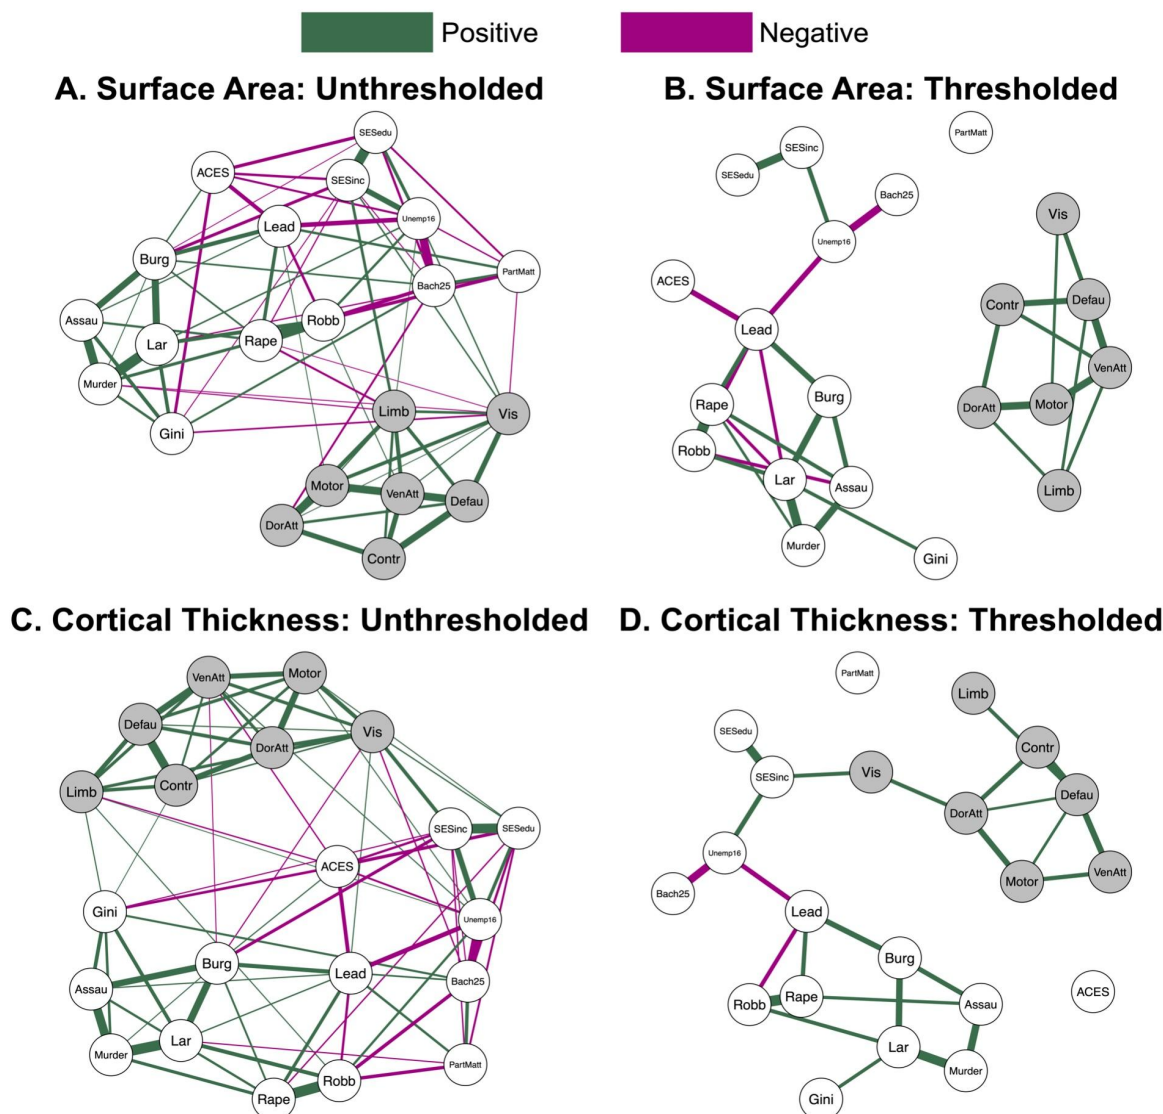 Positive Negative
A. Surface Area: Unthresholded
SESedu
ACES
SESinc
Lead
Unemp16
Burg
PartMatt
Bach25
Assau
Robb
Lar
Rape
Murder
Limb
Vis
Gini
Motor
VenAtt
Defau
DorAtt
Contr
B. Surface Area: Thresholded
PartMatt
SESinc
SESedu
Bach25
Vis
Unemp16
ACES
Contr
Defau
Lead
VenAtt
Rape
Burg
DorAtt
Motor
Robb
Lar
Assau
Limb
Murder
Gini
C. Cortical Thickness: Unthresholded
VenAtt
Motor
Defau
Vis
DorAtt
Limb
Contr
SESinc
SESedu
ACES
Gini
Unemp16
Burg
Lead
Bach25
Assau
Lar
Murder
PartMatt
Robb
Rape
D. Cortical Thickness: Thresholded
PartMatt
Limb
SESedu
Contr
SESinc
Vis
Defau
DorAtt
Unemp16
VenAtt
Motor
Bach25
Lead
Burg
ACES
Rape
Robb
Assau
Lar
Murder
Gini